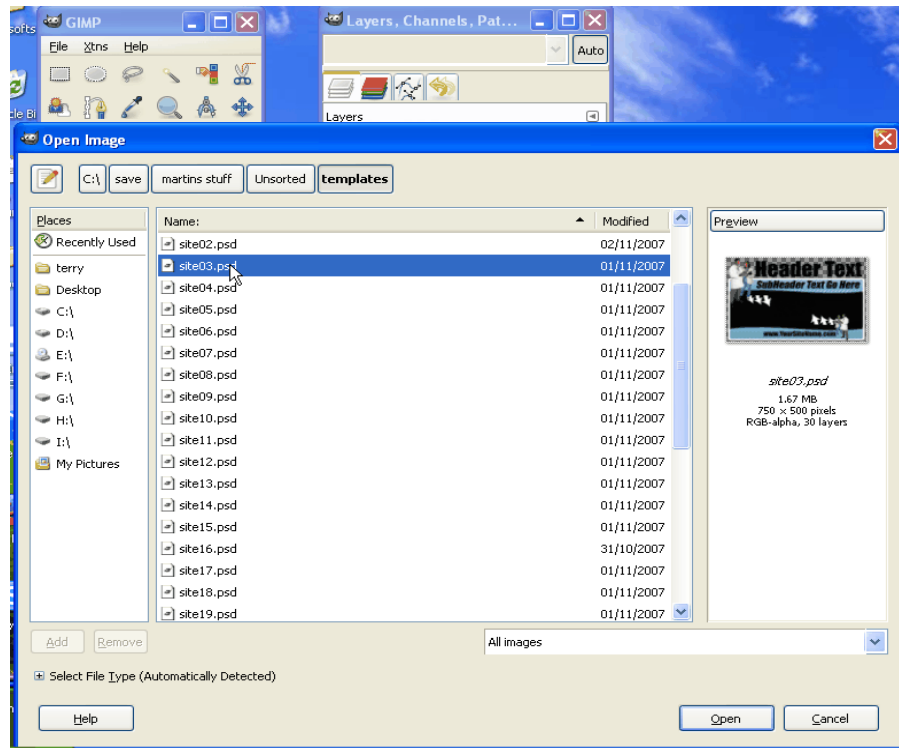 softs
GIMP
Layers, Channels, Pat...
File Xtns Help
Auto
le Bi
Layers
Open Image
C:\ save martins stuff Unsorted templates
Places
Name: Modified
Preview
Recently Used
site02.psd 02/11/2007
terry
site03.psd 01/11/2007
Header Text
SubHeader Text Go Here
Desktop
site04.psd 01/11/2007
C:\
site05.psd 01/11/2007
D:\
site06.psd 01/11/2007
www.YourSiteName.com
E:\
site07.psd 01/11/2007
F:\
site08.psd 01/11/2007
site03.psd
G:\
site09.psd 01/11/2007
1.67 MB
H:\
site10.psd 01/11/2007
750 × 500 pixels
RGB-alpha, 30 layers
I:\
site11.psd 01/11/2007
My Pictures
site12.psd 01/11/2007
site13.psd 01/11/2007
site14.psd 01/11/2007
site15.psd 01/11/2007
site16.psd 31/10/2007
site17.psd 01/11/2007
site18.psd 01/11/2007
site19.psd 01/11/2007
Add Remove
All images
Select File Type (Automatically Detected)
Help
Open Cancel